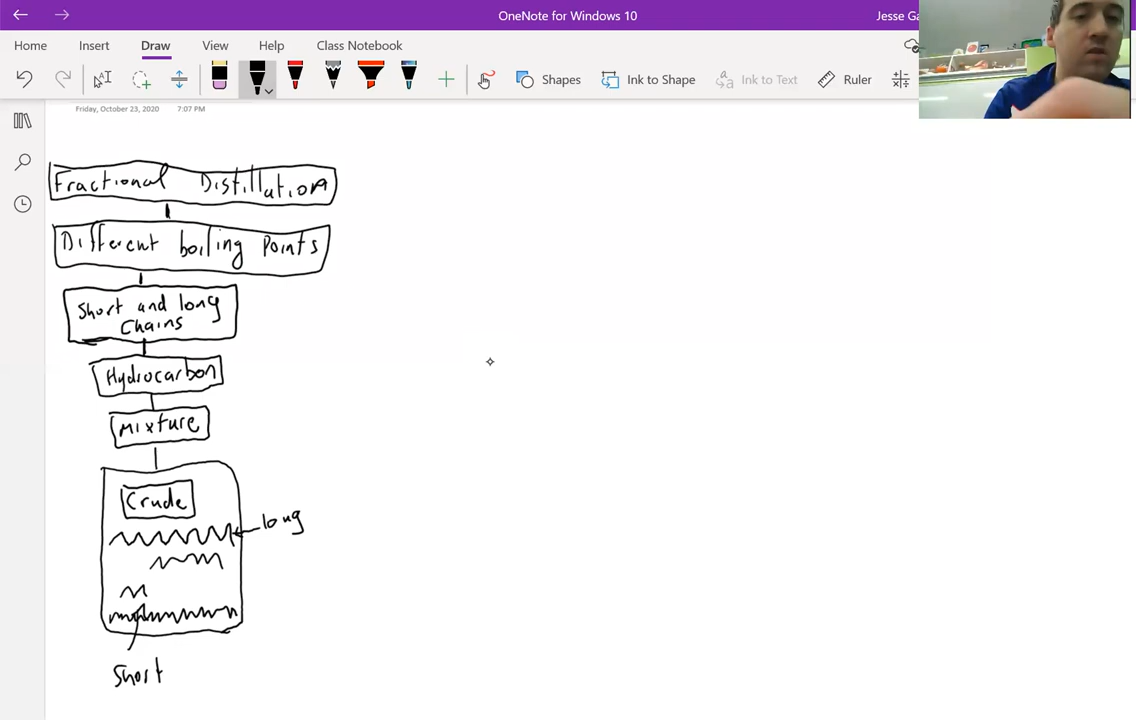 OneNote for Windows 10
Jesse Ga
Home Insert Draw View Help Class Notebook
Shapes Ink to Shape Ink to Text Ruler
Friday, October 23, 2020 7:07 PM
Fractional Distillation
Different boiling Points
Short and long
Chains
Hydrocarbon
Mixture
Crude
long
Short